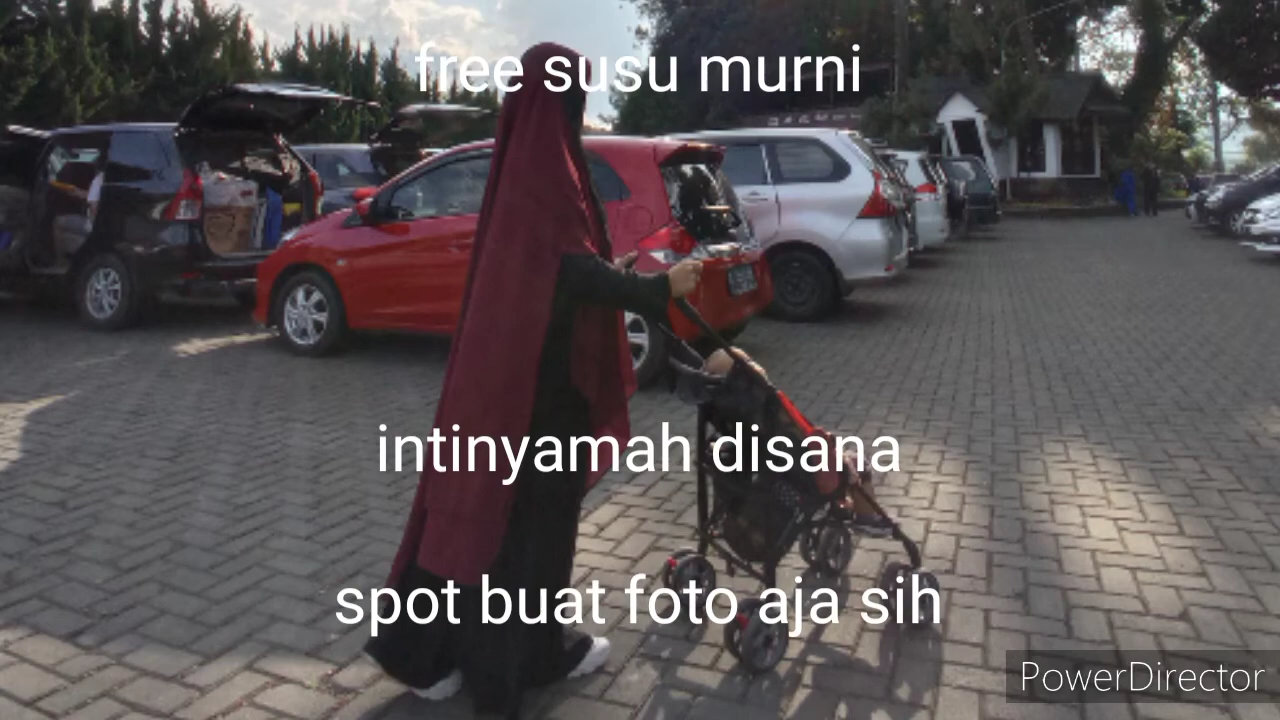 free susu murni
intinyamah disana
spot buat foto aja sih
PowerDirector